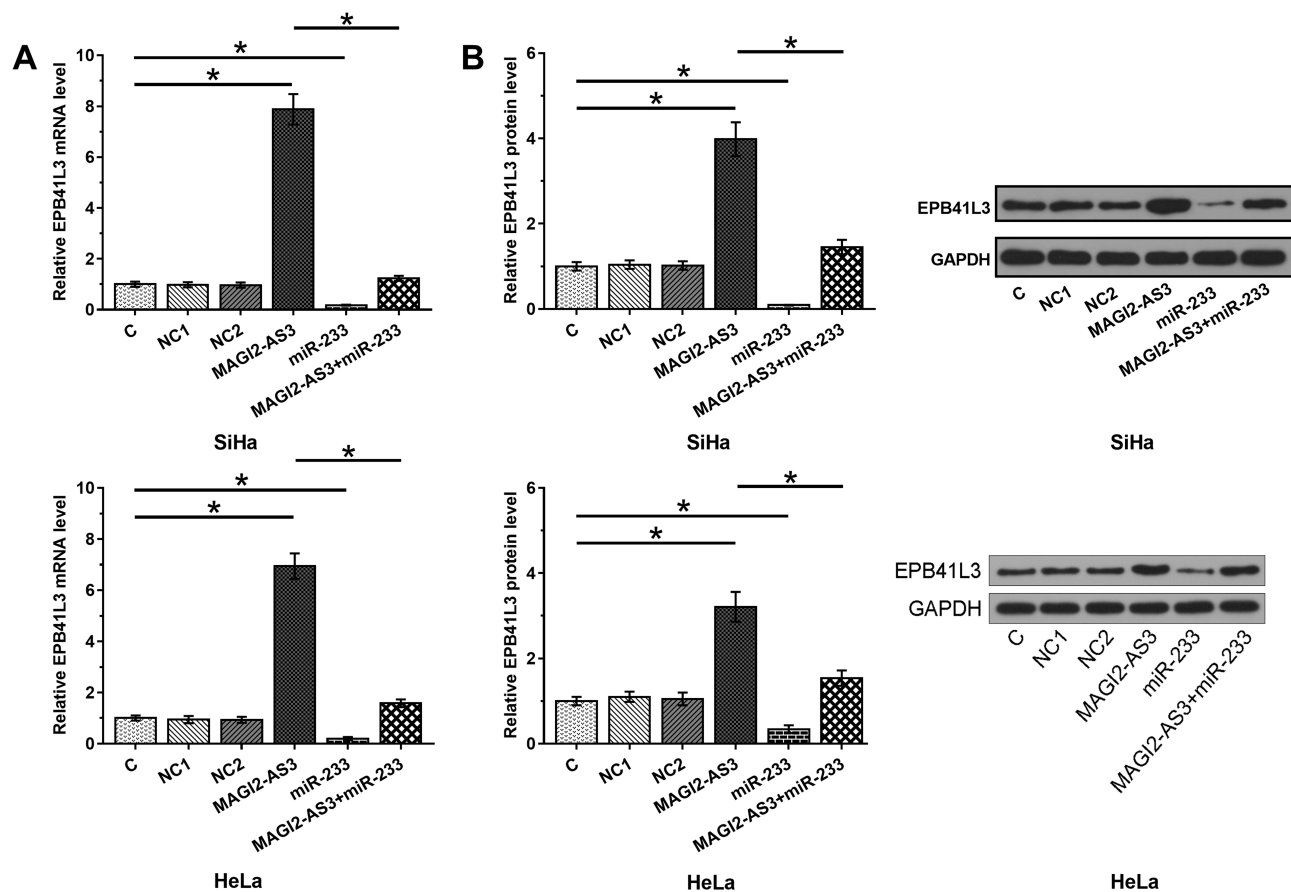 A
Relative EPB41L3 mRNA level
10
8
6
4
2
0
*
*
*
C
NC1
NC2
MAGI2-AS3
miR-233
MAGI2-AS3+miR-233
SiHa
B
Relative EPB41L3 protein level
6
4
2
0
*
*
*
C
NC1
NC2
MAGI2-AS3
miR-233
MAGI2-AS3+miR-233
SiHa
EPB41L3
GAPDH
C
NC1
NC2
MAGI2-AS3
miR-233
MAGI2-AS3+miR-233
SiHa
Relative EPB41L3 mRNA level
10
8
6
4
2
0
*
*
*
C
NC1
NC2
MAGI2-AS3
miR-233
MAGI2-AS3+miR-233
HeLa
Relative EPB41L3 protein level
6
4
2
0
*
*
*
C
NC1
NC2
MAGI2-AS3
miR-233
MAGI2-AS3+miR-233
HeLa
EPB41L3
GAPDH
C
NC1
NC2
MAGI2-AS3
miR-233
MAGI2-AS3+miR-233
HeLa